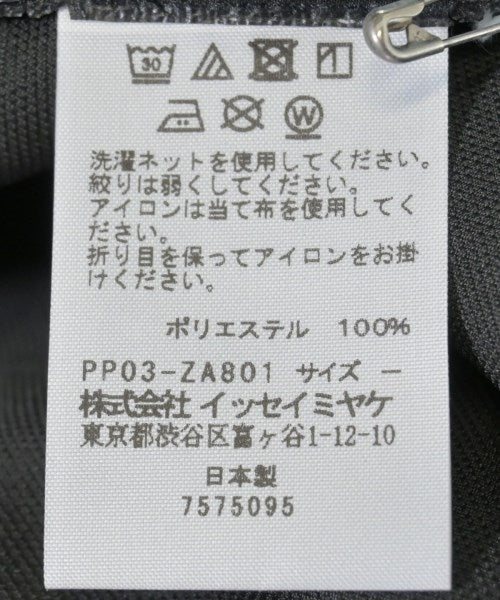 30
W
洗濯ネットを使用してください。
絞りは弱くしてください。
アイロンは当て布を使用してく
ださい。
折り目を保ってアイロンをお掛
けください。
ポリエステル 100%
PP03-ZA801 サイズ ー
株式会社 イッセイミヤケ
東京都渋谷区富ヶ谷1-12-10
日本製
7575095